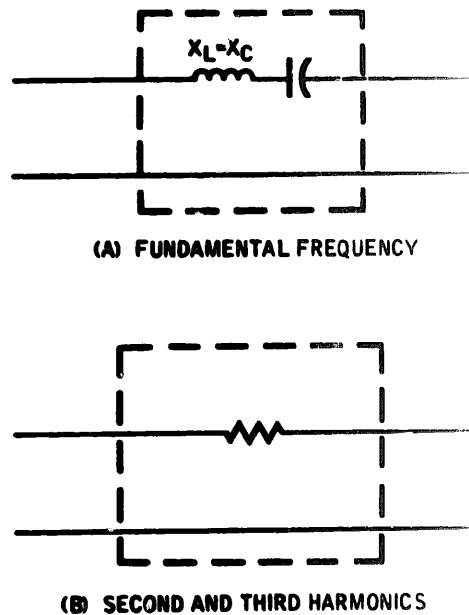 XL=XC
(A) FUNDAMENTAL FREQUENCY
(B) SECOND AND THIRD HARMONICS